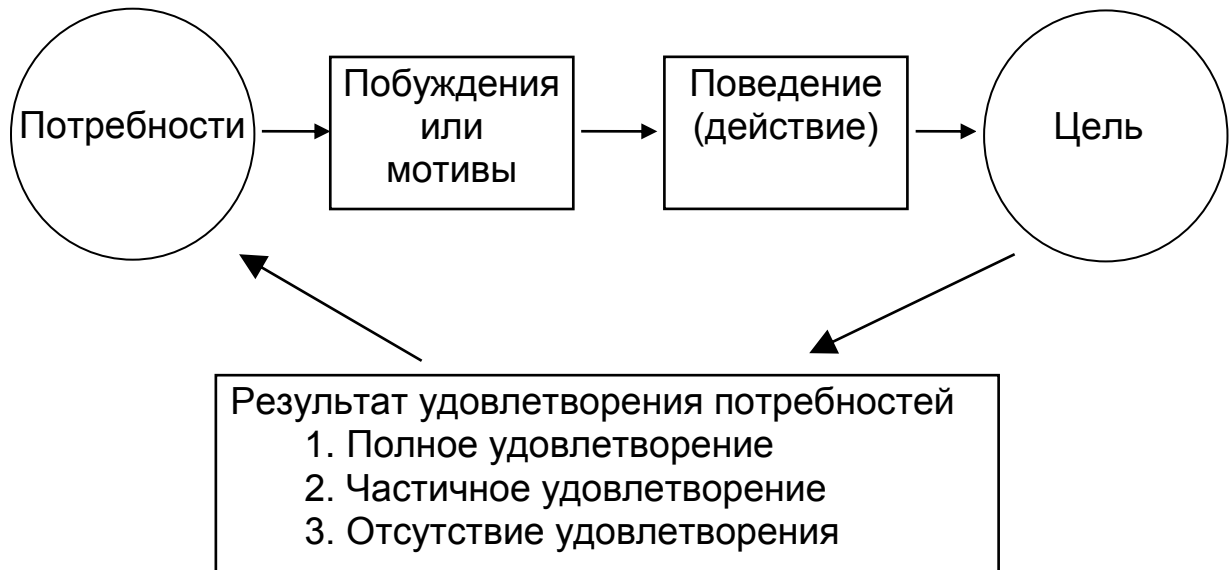 Потребности
Побуждения
или
мотивы
Поведение
(действие)
Цель
Результат удовлетворения потребностей
1. Полное удовлетворение
2. Частичное удовлетворение
3. Отсутствие удовлетворения